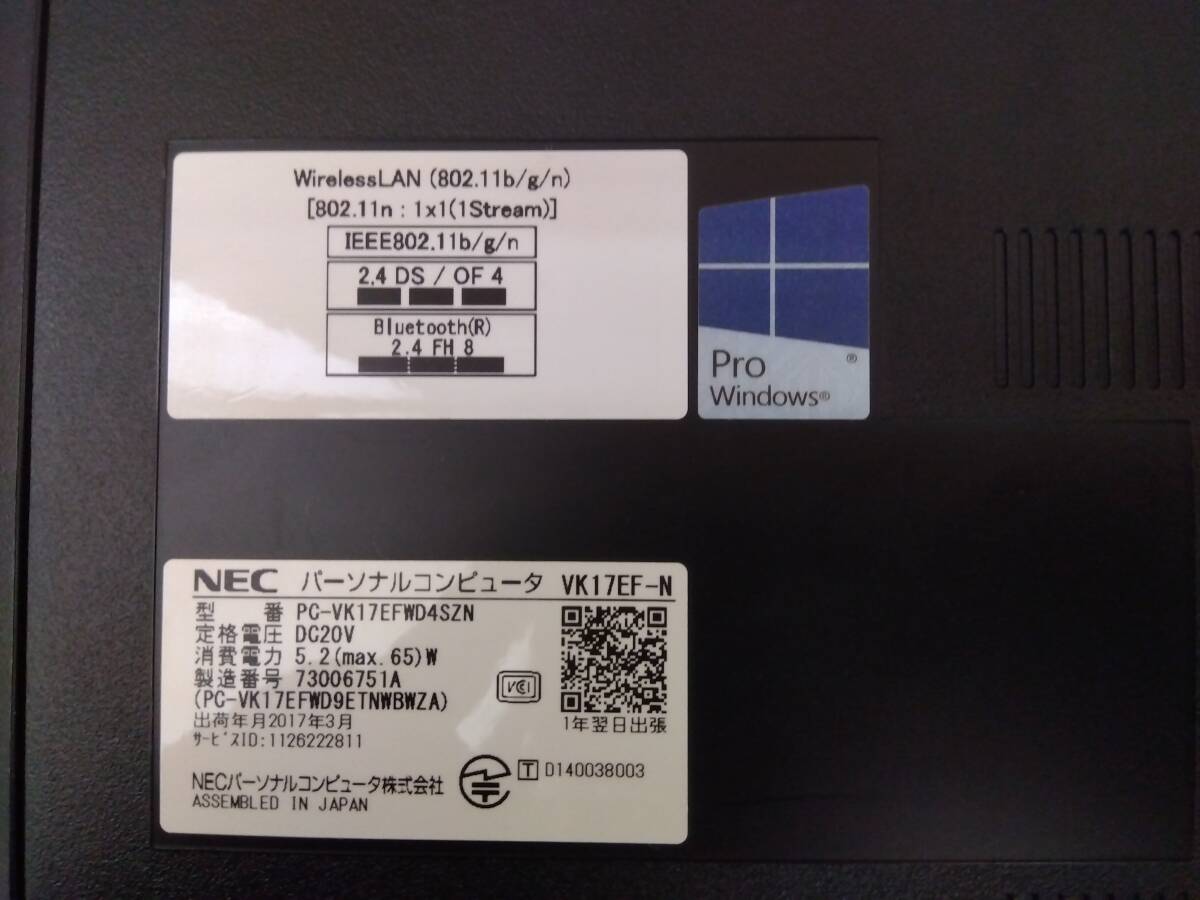 WirelessLAN (802.11b/g/n)
[802.11n : 1x1(1Stream)]
IEEE802.11b/g/n
2.4 DS / OF 4
Bluetooth(R)
2.4 FH 8
Pro ®
Windows®
NEC パーソナルコンピュータ VK17EF-N
型 番 PC-VK17EFWD4SZN
定格電圧 DC20V
消費電力 5.2(max.65)W
製造番号 73006751A
(PC-VK17EFWD9ETNWBWZA)
出荷年月2017年3月
サービスID:1126222811
VCCI
1年翌日出張
NECパーソナルコンピュータ株式会社
ASSEMBLED IN JAPAN
T D140038003